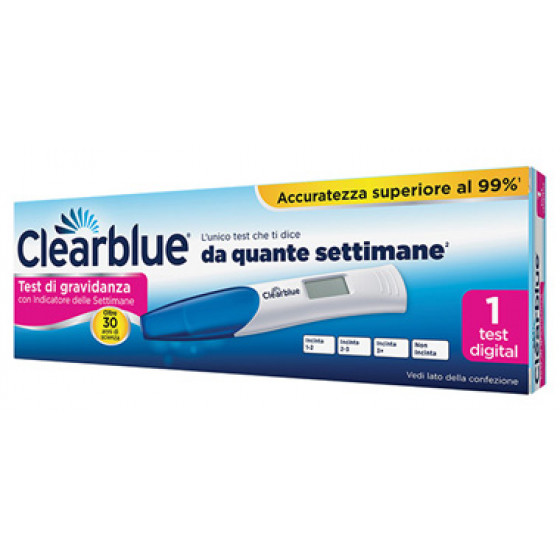 Accuratezza superiore al 99%¹
Clearblue®
L'unico test che ti dice
da quante settimane²
Test di gravidanza
con Indicatore delle Settimane
Oltre
30
anni di
scienza
Clearblue
Incinta
1-2
Incinta
2-3
Incinta
3+
Non
Incinta
1
test
digital
Vedi lato della confezione